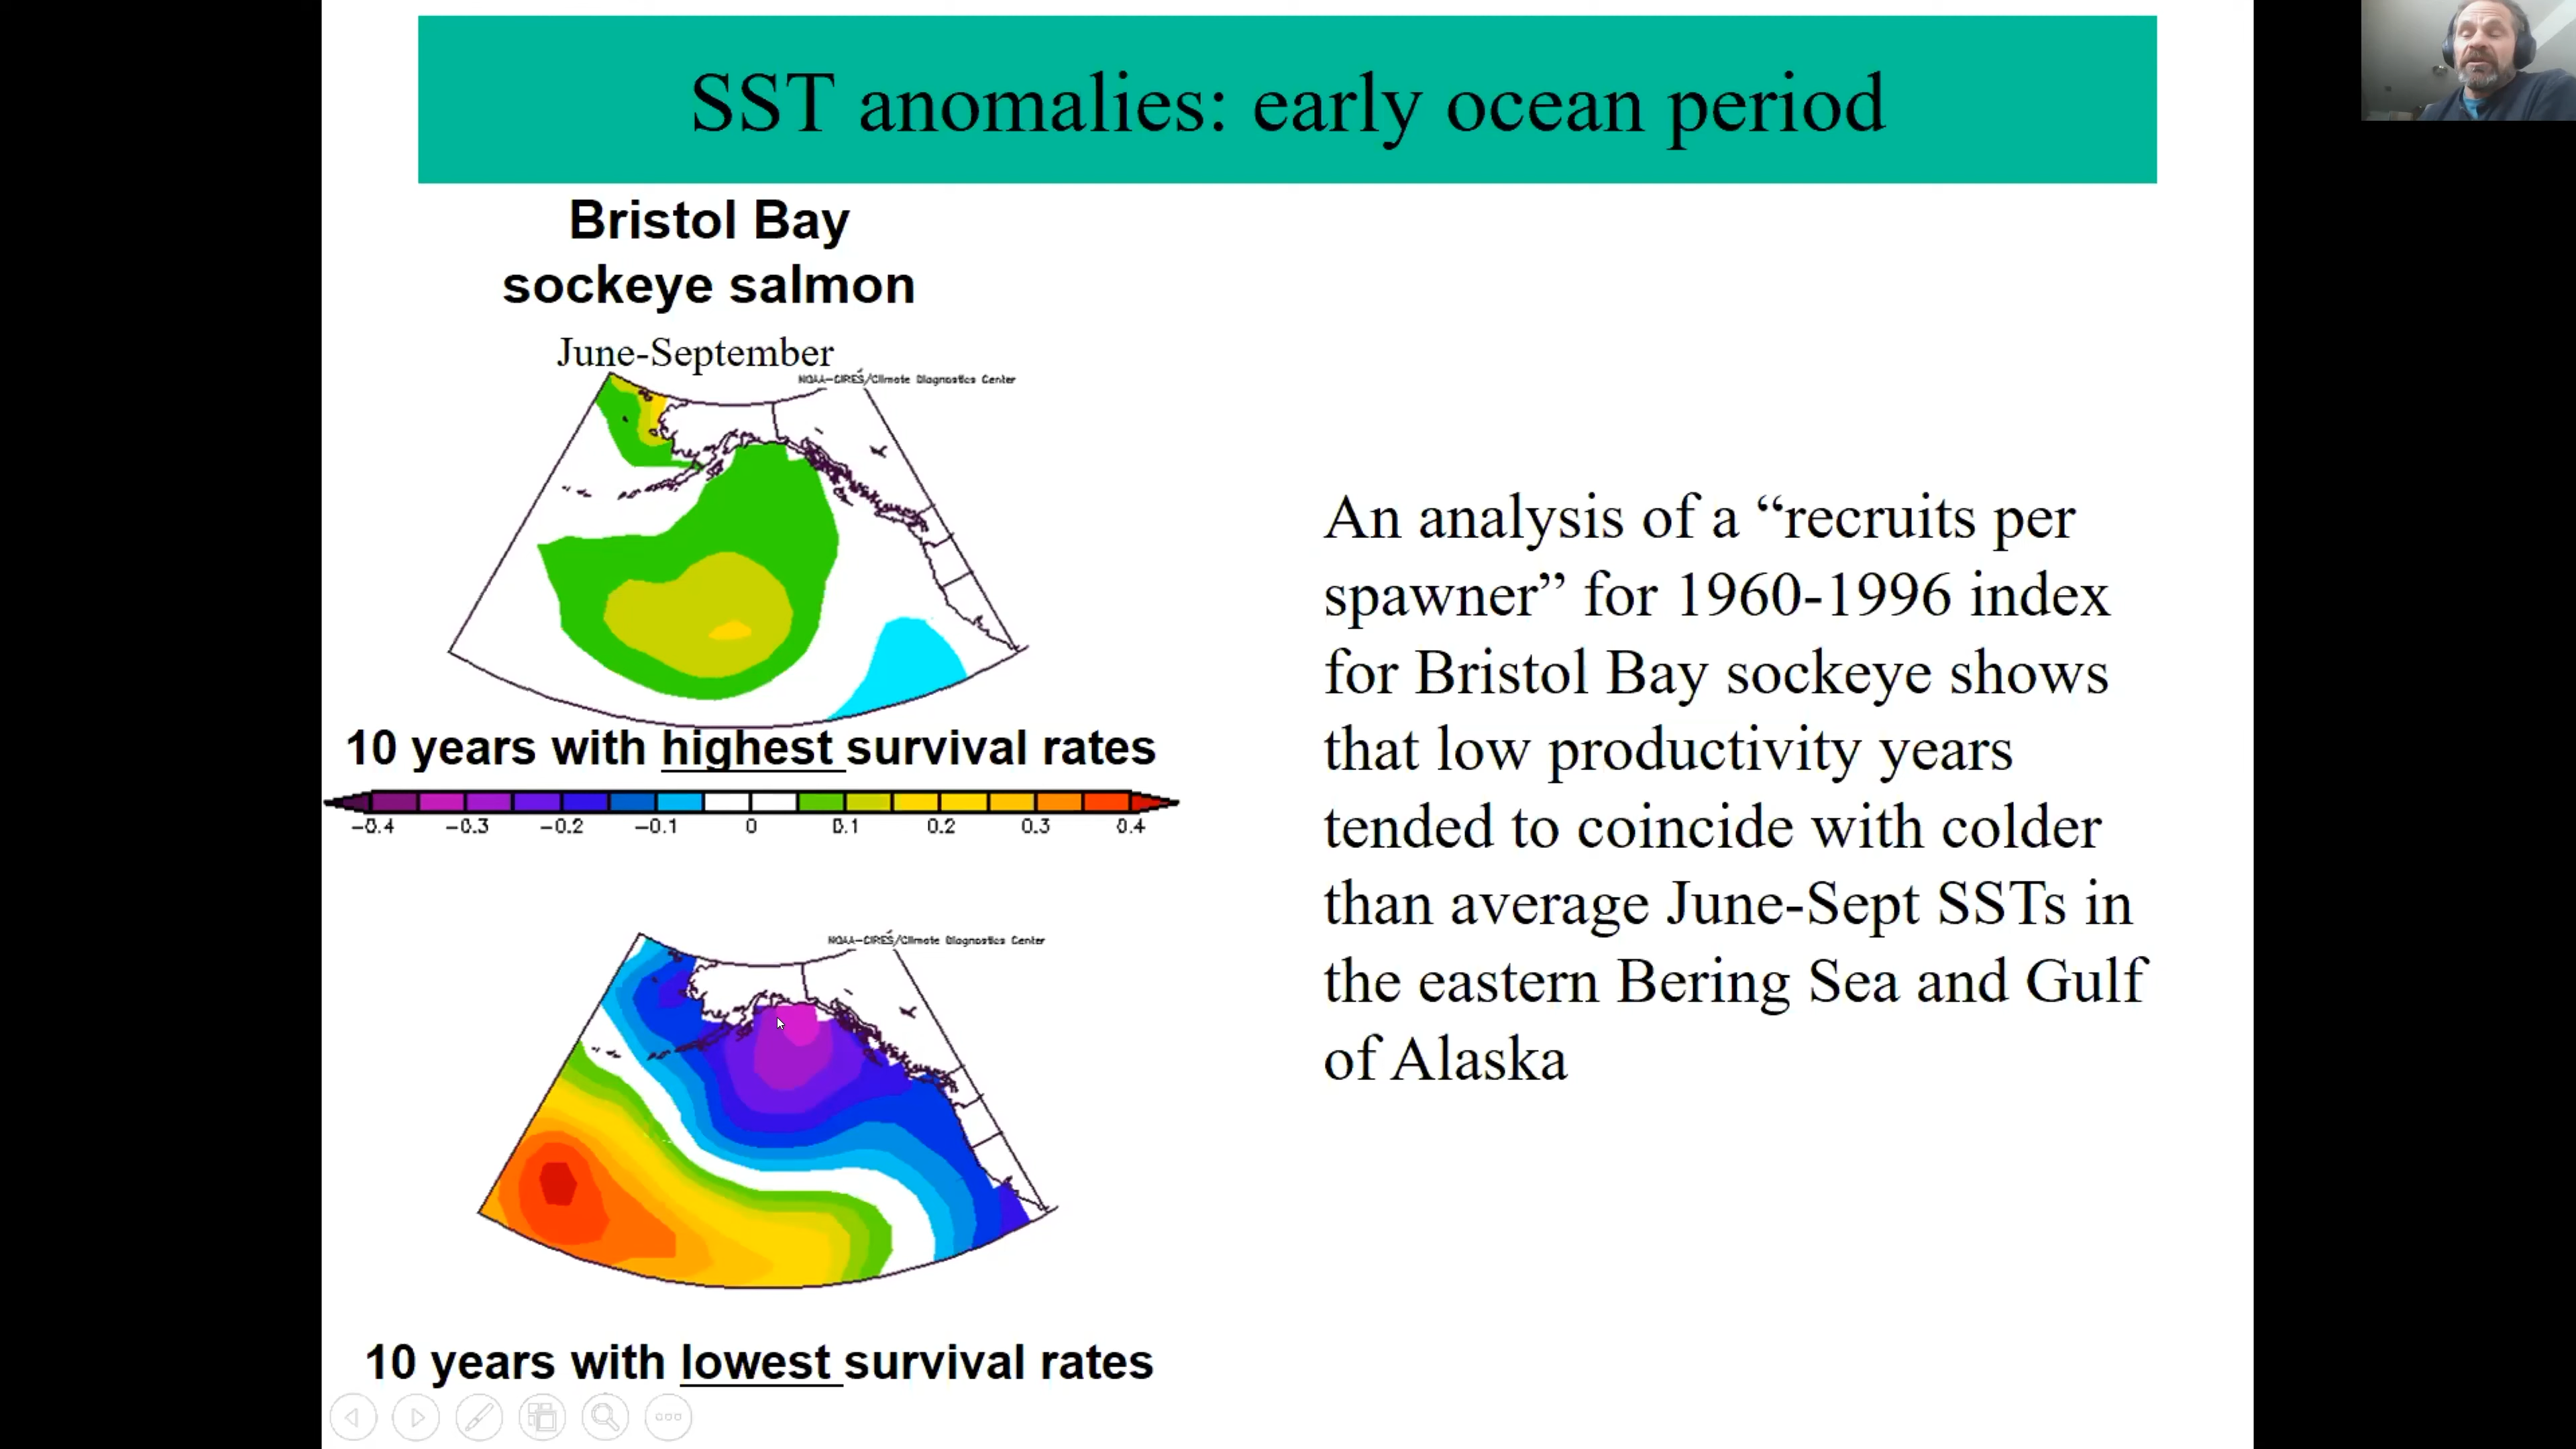 SST anomalies: early ocean period
Bristol Bay
sockeye salmon
June-September
NOAA-CIRES/Climate Diagnostics Center
10 years with highest survival rates
-0.4 -0.3 -0.2 -0.1 0 0.1 0.2 0.3 0.4
NOAA-CIRES/Climate Diagnostics Center
10 years with lowest survival rates
An analysis of a “recruits per
spawner” for 1960-1996 index
for Bristol Bay sockeye shows
that low productivity years
tended to coincide with colder
than average June-Sept SSTs in
the eastern Bering Sea and Gulf
of Alaska